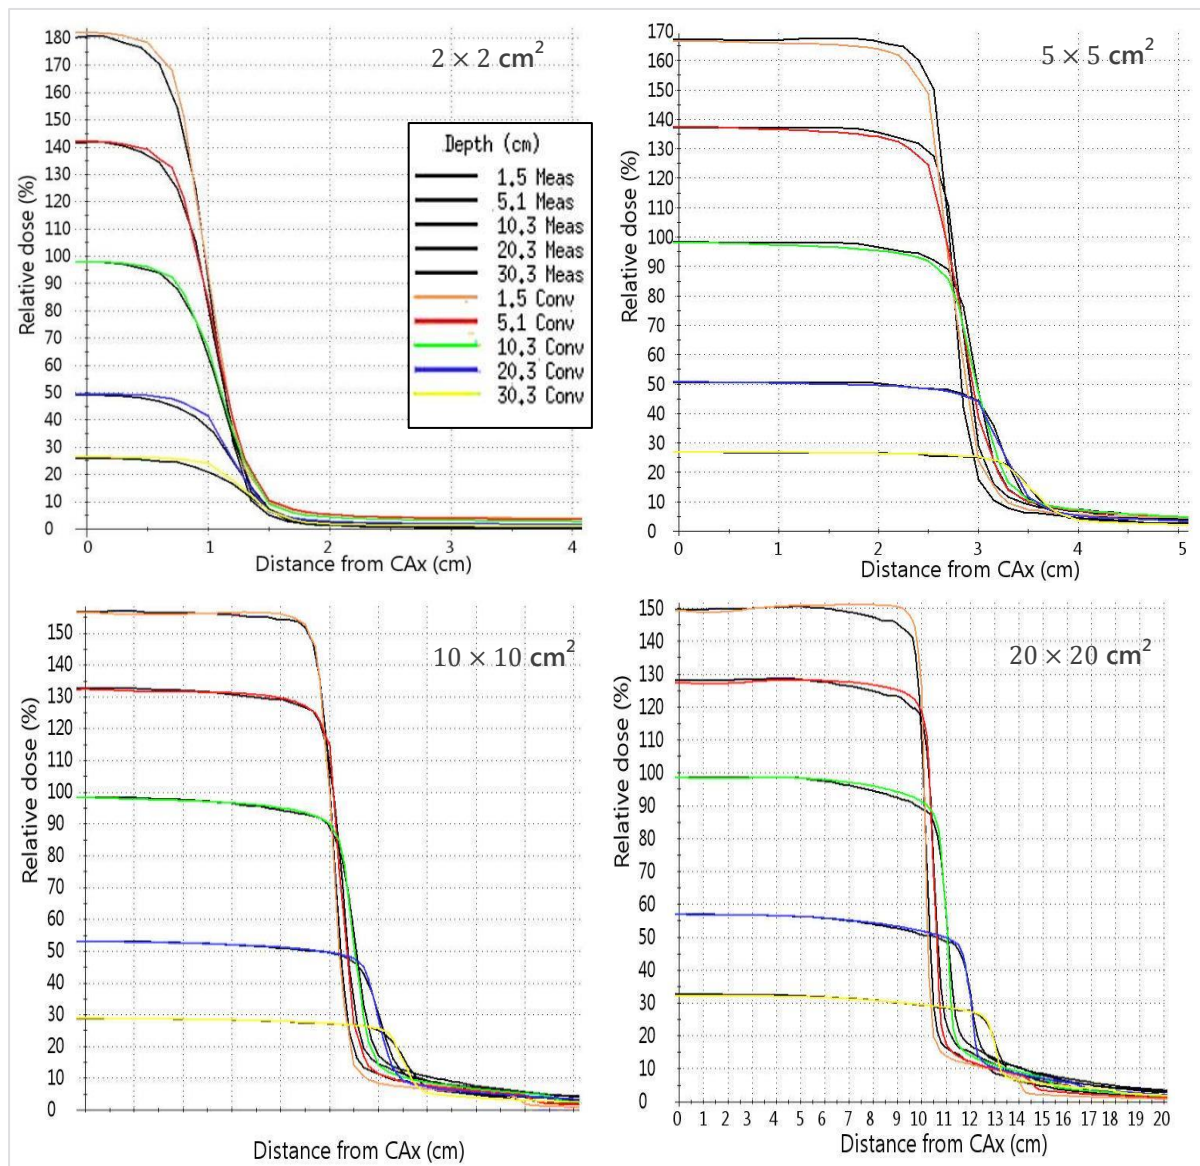 2 × 2 cm²
Relative dose (%)
180
170
160
150
140
130
120
110
100
90
80
70
60
50
40
30
20
10
0
0 1 2 3 4
Distance from CAx (cm)
Depth (cm)
1.5 Meas
5.1 Meas
10.3 Meas
20.3 Meas
30.3 Meas
1.5 Conv
5.1 Conv
10.3 Conv
20.3 Conv
30.3 Conv
5 × 5 cm²
Relative dose (%)
170
160
150
140
130
120
110
100
90
80
70
60
50
40
30
20
10
0
0 1 2 3 4 5
Distance from CAx (cm)
10 × 10 cm²
Relative dose (%)
150
140
130
120
110
100
90
80
70
60
50
40
30
20
10
0
Distance from CAx (cm)
20 × 20 cm²
Relative dose (%)
150
140
130
120
110
100
90
80
70
60
50
40
30
20
10
0
0 1 2 3 4 5 6 7 8 9 10 11 12 13 14 15 16 17 18 19 20
Distance from CAx (cm)